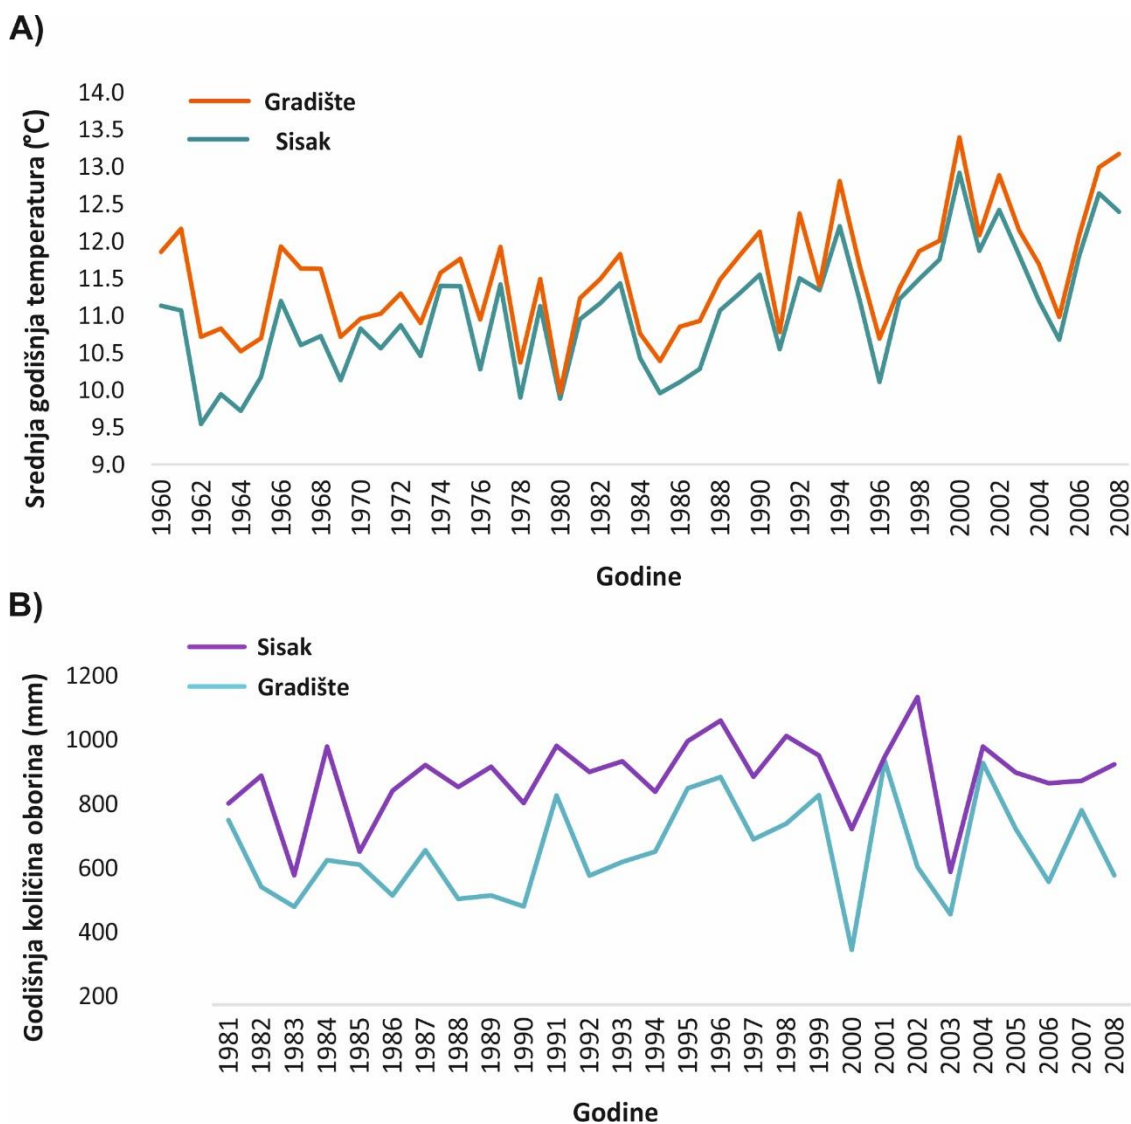 A)
Gradište
Sisak
Srednja godišnja temperatura (°C)
14.0
13.5
13.0
12.5
12.0
11.5
11.0
10.5
10.0
9.5
9.0
1960 1962 1964 1966 1968 1970 1972 1974 1976 1978 1980 1982 1984 1986 1988 1990 1992 1994 1996 1998 2000 2002 2004 2006 2008
Godine
B)
Sisak
Gradište
Godišnja količina oborina (mm)
1200
1000
800
600
400
200
1981 1982 1983 1984 1985 1986 1987 1988 1989 1990 1991 1992 1993 1994 1995 1996 1997 1998 1999 2000 2001 2002 2003 2004 2005 2006 2007 2008
Godine